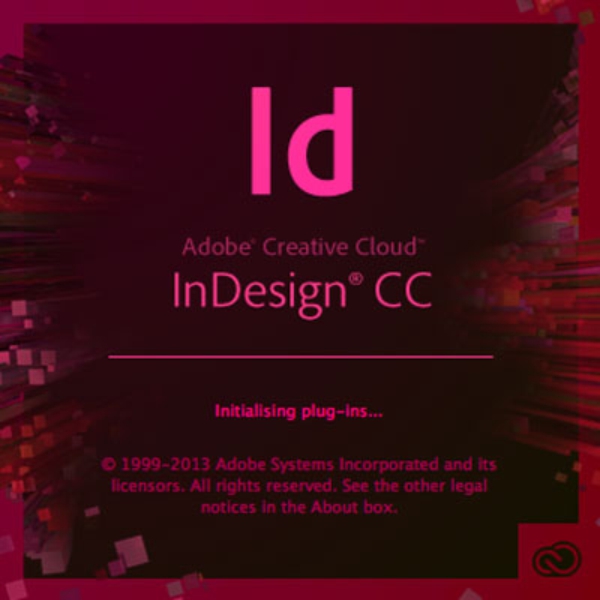 Id
Adobe® Creative Cloud™
InDesign® CC
Initialising plug-ins...
© 1999-2013 Adobe Systems Incorporated and its
licensors. All rights reserved. See the other legal
notices in the About box.